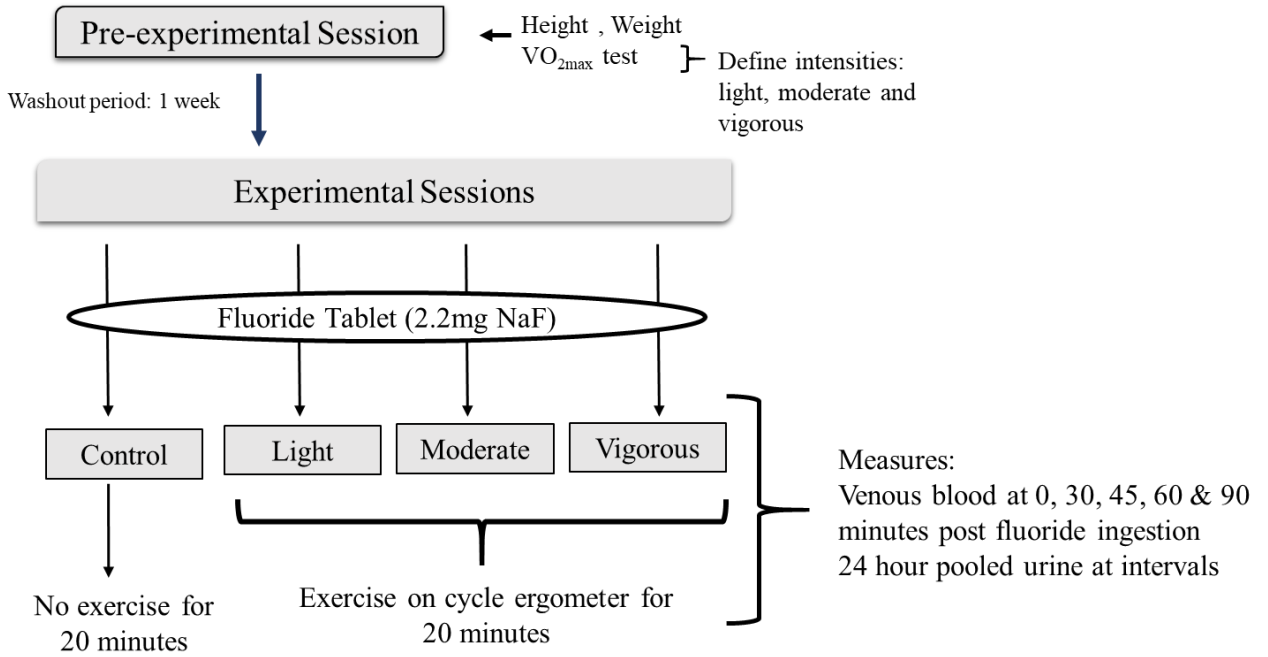 Pre-experimental Session
Height , Weight
VO2max test
Define intensities:
light, moderate and
vigorous
Washout period: 1 week
Experimental Sessions
Fluoride Tablet (2.2mg NaF)
Control
Light
Moderate
Vigorous
Measures:
Venous blood at 0, 30, 45, 60 & 90
minutes post fluoride ingestion
24 hour pooled urine at intervals
No exercise for
20 minutes
Exercise on cycle ergometer for
20 minutes